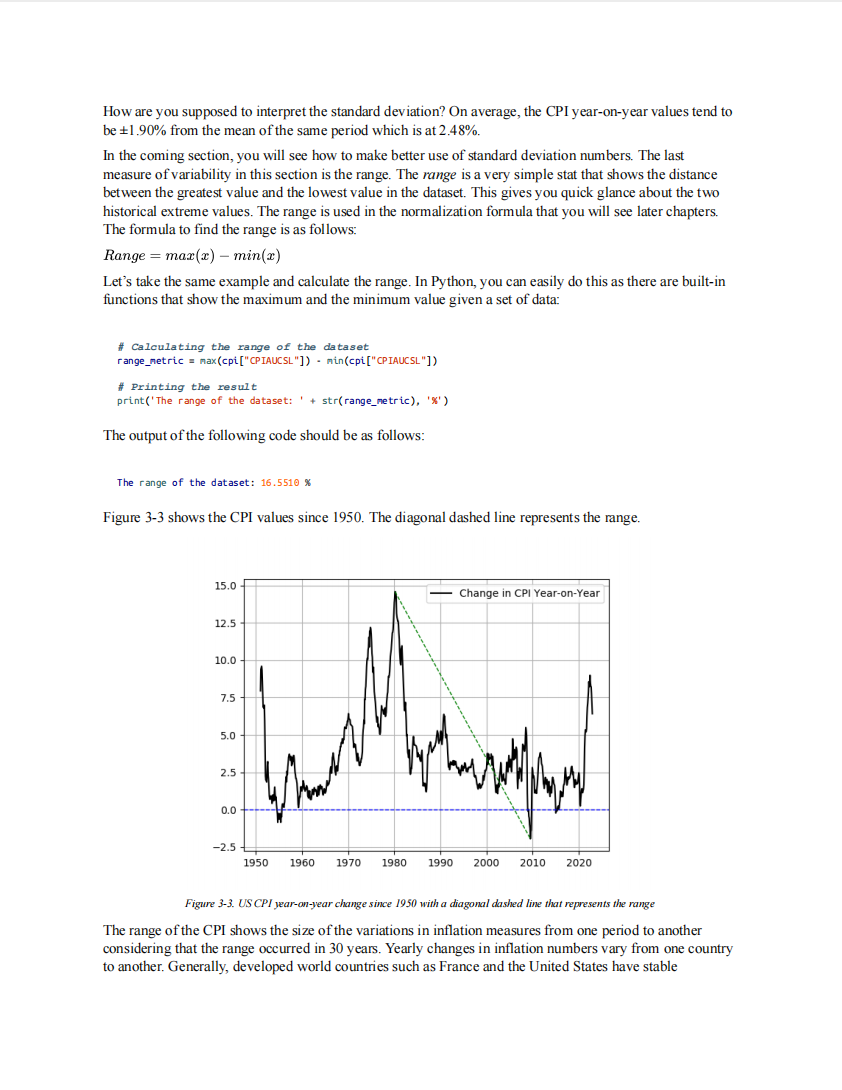 How are you supposed to interpret the standard deviation? On average, the CPI year-on-year values tend to
be ±1.90% from the mean of the same period which is at 2.48%.
In the coming section, you will see how to make better use of standard deviation numbers. The last
measure of variability in this section is the range. The range is a very simple stat that shows the distance
between the greatest value and the lowest value in the dataset. This gives you quick glance about the two
historical extreme values. The range is used in the normalization formula that you will see later chapters.
The formula to find the range is as follows:
Range = max(x) − min(x)
Let's take the same example and calculate the range. In Python, you can easily do this as there are built-in
functions that show the maximum and the minimum value given a set of data:
# Calculating the range of the dataset
range_metric = max(cpi["CPIAUCSL"]) - min(cpi["CPIAUCSL"])
# Printing the result
print('The range of the dataset: ' + str(range_metric), '%')
The output of the following code should be as follows:
The range of the dataset: 16.5510 %
Figure 3-3 shows the CPI values since 1950. The diagonal dashed line represents the range.
15.0
Change in CPI Year-on-Year
12.5
10.0
7.5
5.0
2.5
0.0
−2.5
1950 1960 1970 1980 1990 2000 2010 2020
Figure 3-3. US CPI year-on-year change since 1950 with a diagonal dashed line that represents the range
The range of the CPI shows the size of the variations in inflation measures from one period to another
considering that the range occurred in 30 years. Yearly changes in inflation numbers vary from one country
to another. Generally, developed world countries such as France and the United States have stable